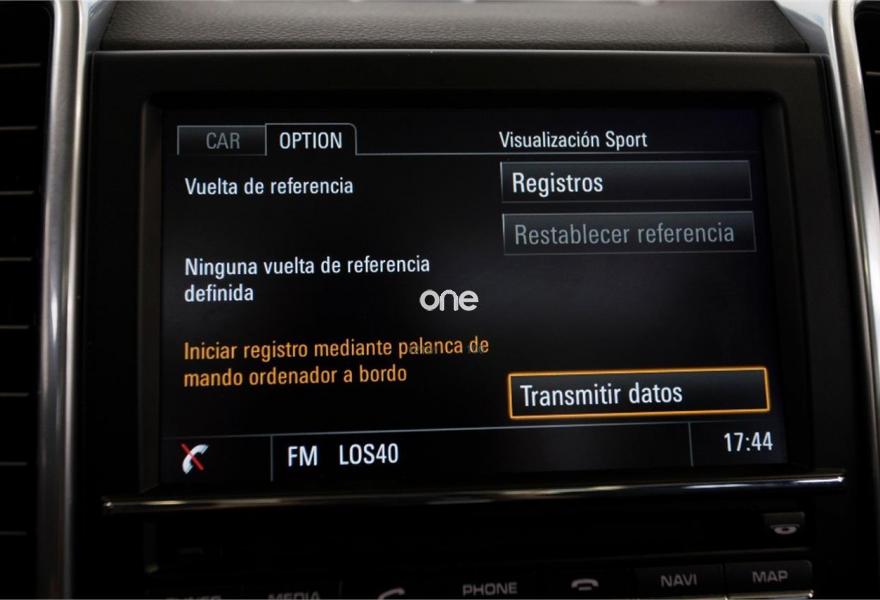 CAR
OPTION
Visualización Sport
Vuelta de referencia
Registros
Restablecer referencia
Ninguna vuelta de referencia
definida
one
Iniciar registro mediante palanca de
mando ordenador a bordo
Transmitir datos
FM LOS40
17:44
MEDIA
PHONE
NAVI
MAP